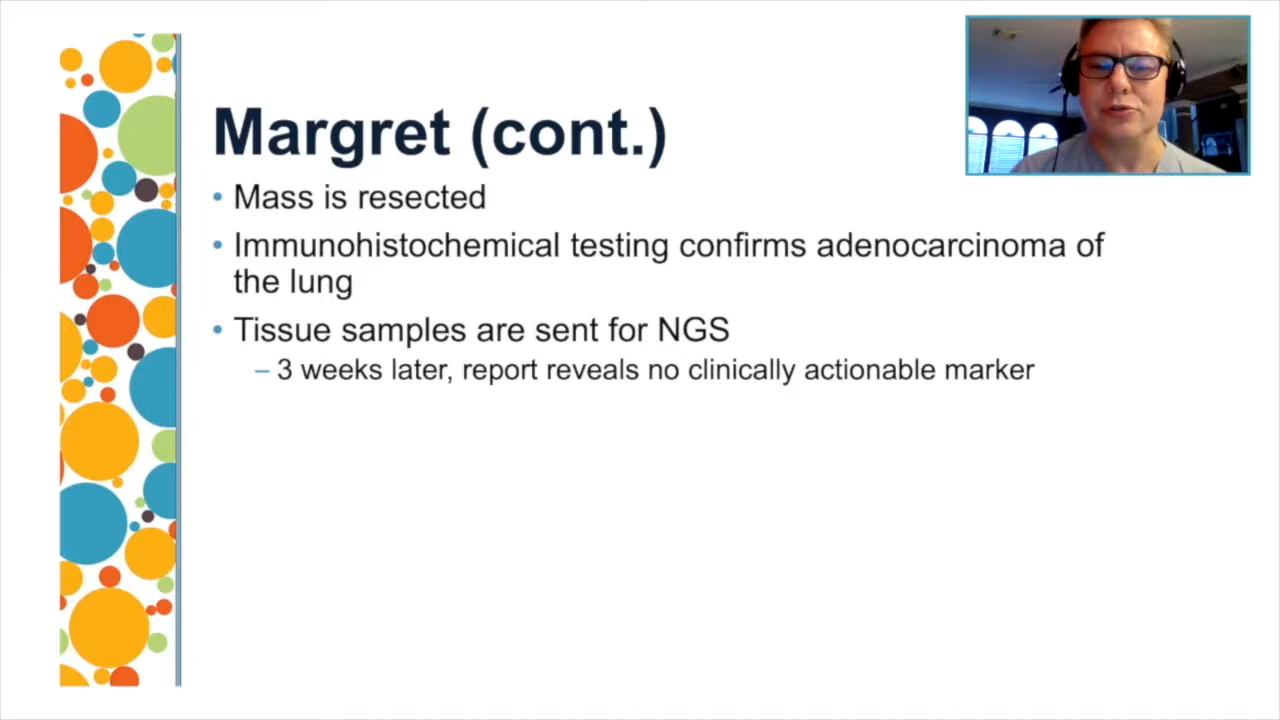 Margret (cont.)
• Mass is resected
• Immunohistochemical testing confirms adenocarcinoma of
the lung
• Tissue samples are sent for NGS
– 3 weeks later, report reveals no clinically actionable marker